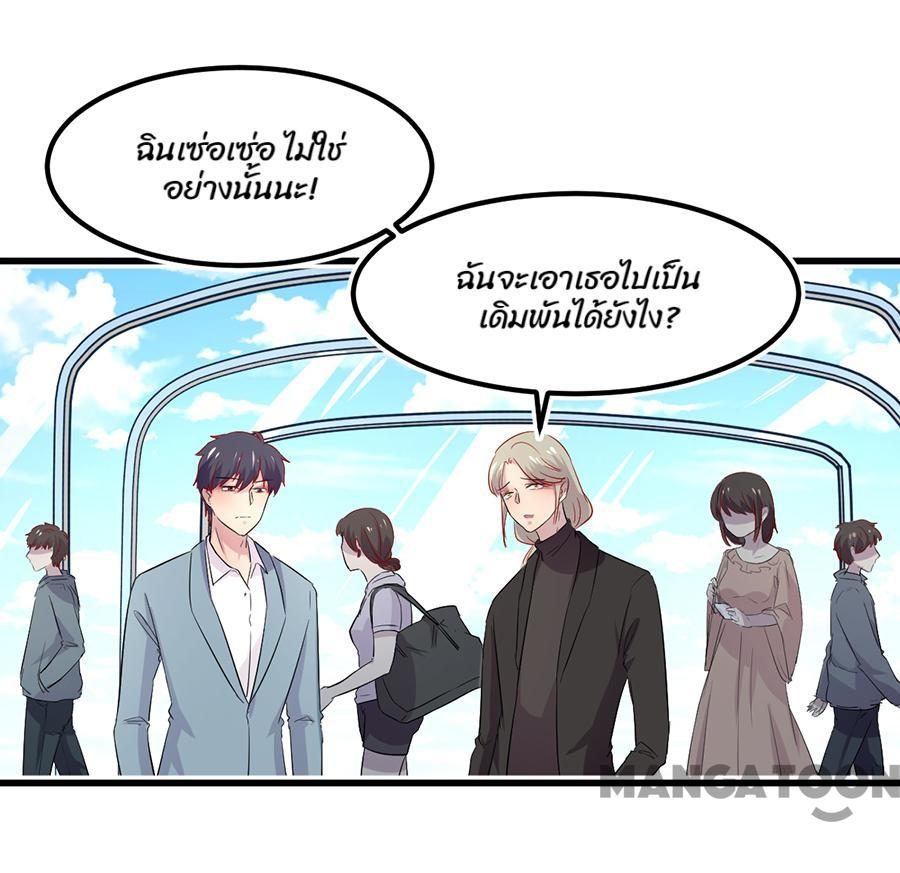 ฉินเซ่อเซ่อ ไม่ใช่
อย่างนั้นนะ!
ฉันจะเอาเธอไปเป็น
เดิมพันได้ยังไง?
MANGATOON